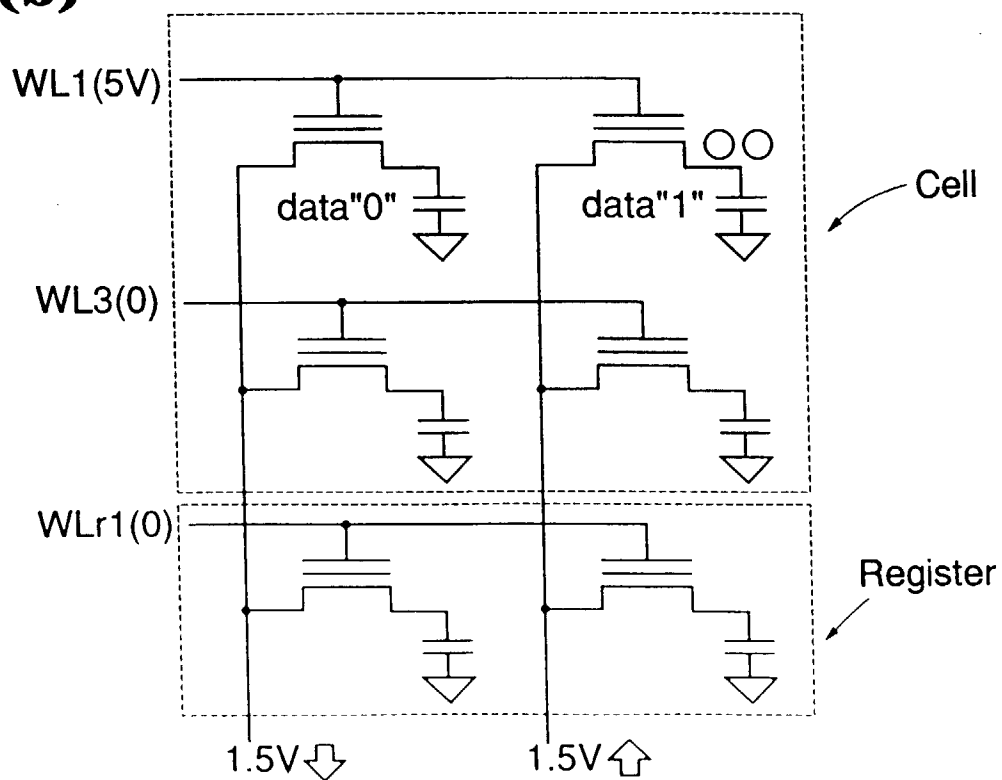 (b)
WL1(5V)
data"0"
data"1"
Cell
WL3(0)
WLr1(0)
Register
1.5V
1.5V